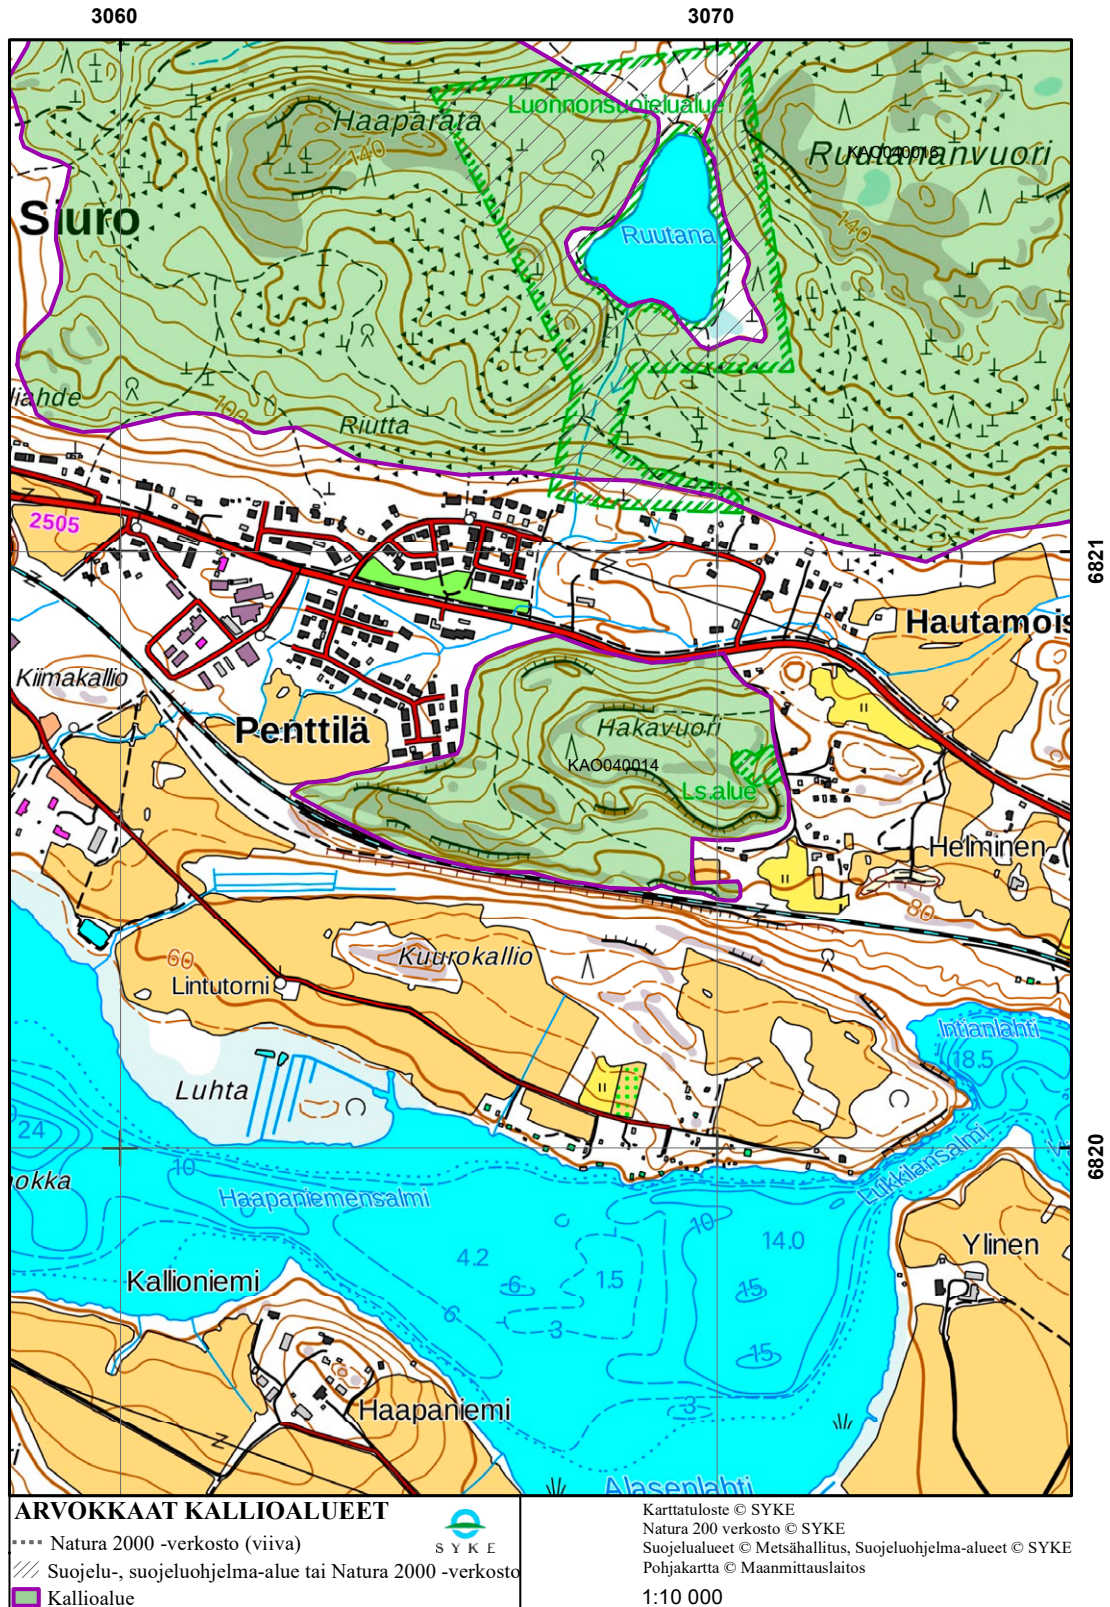 3060
3070
Luonnonsuojelualue
Haaparata
140
Ruutananvuori
KAO040016
Siuro
Ruutana
140
100
Riutta
2505
6821
Hautamois
Kiimakallio
Penttilä
Hakavuori
KAO040014
Ls.alue
Helminen
80
Kuurokallio
60
Lintutorni
Intianlahti
18.5
Luhta
24
10
okka
Lukkilansalmi
6820
Haapaniemensalmi
10
14.0
Ylinen
4.2
6
1.5
15
Kallioniemi
6
3
15
3
Haapaniemi
Alasenlahti
ARVOKKAAT KALLIOALUEET
SYKE
Natura 2000 -verkosto (viiva)
Suojelu-, suojeluohjelma-alue tai Natura 2000 -verkosto
Kallioalue
Karttatuloste © SYKE
Natura 200 verkosto © SYKE
Suojelualueet © Metsähallitus, Suojeluohjelma-alueet © SYKE
Pohjakartta © Maanmittauslaitos
1:10 000